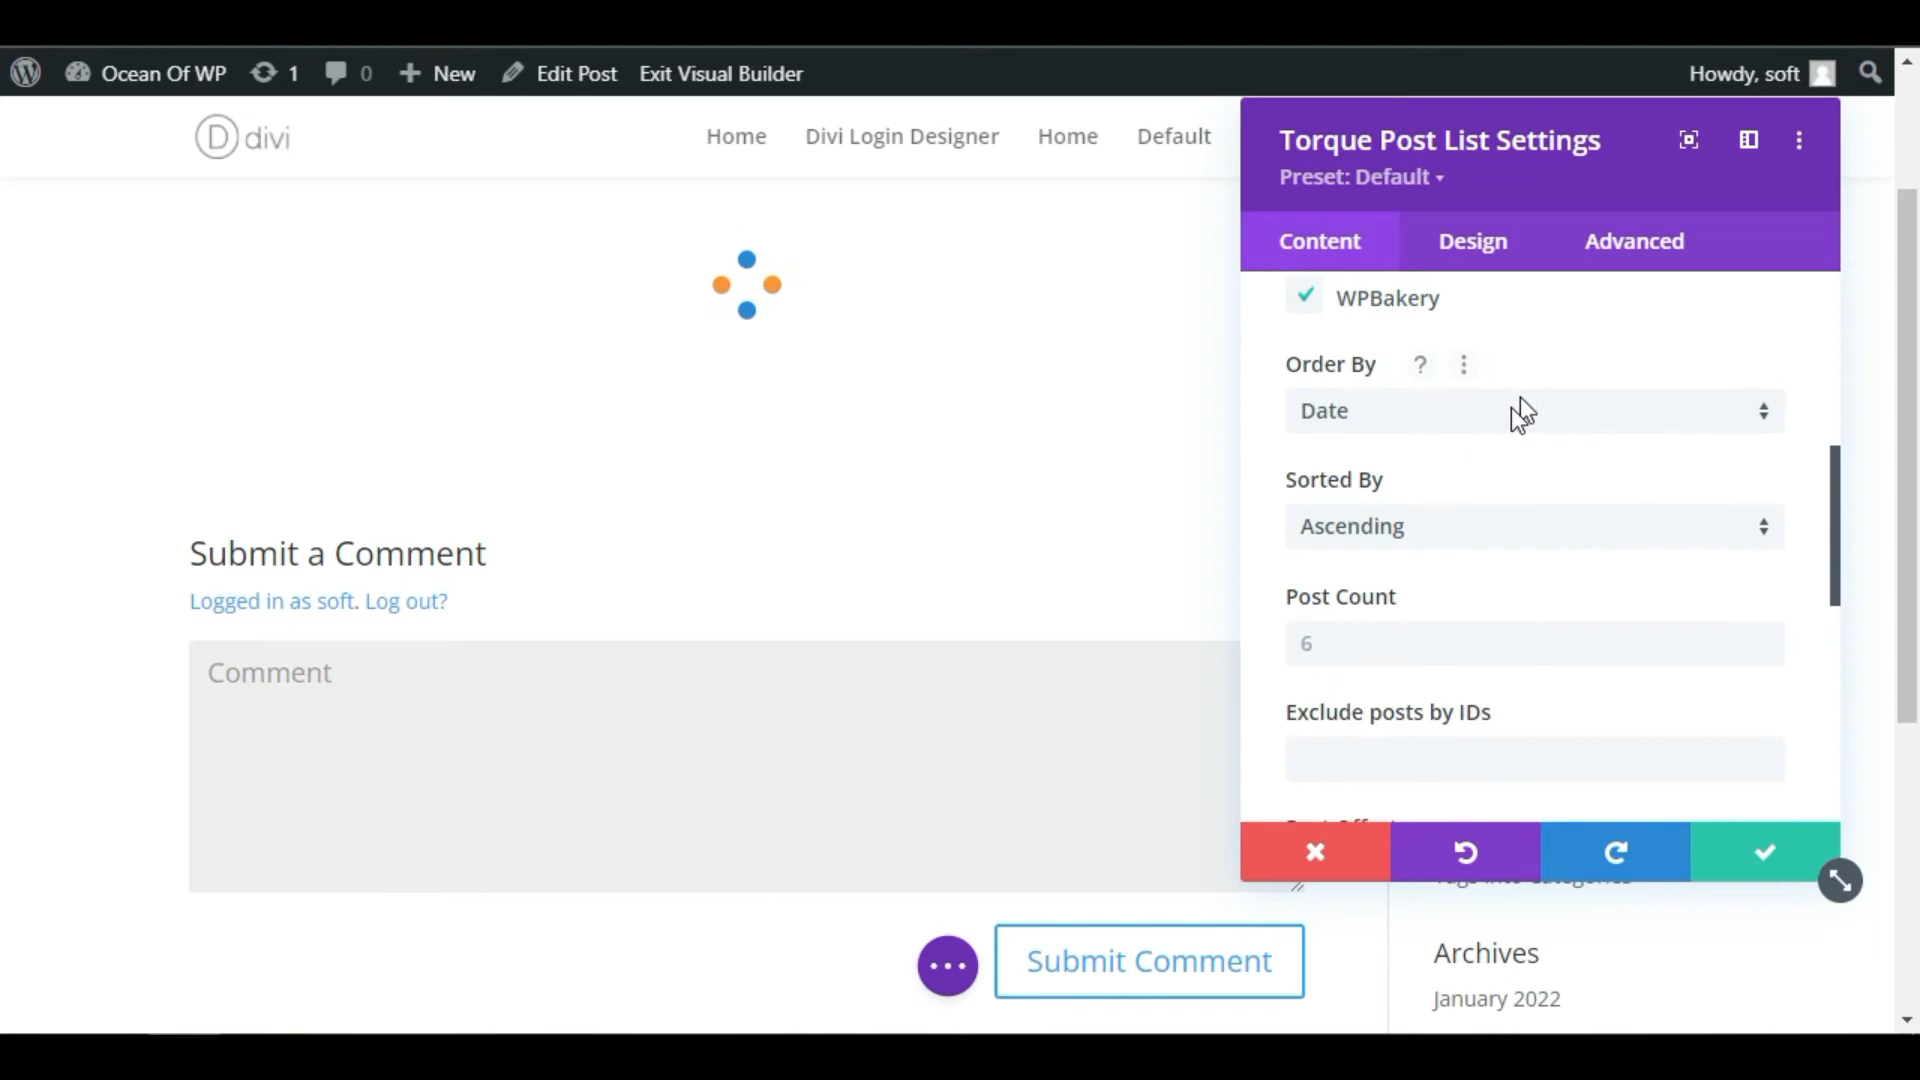 Ocean Of WP 1 0 New Edit Post Exit Visual Builder Howdy, soft
D divi Home Divi Login Designer Home Default
Torque Post List Settings
Preset: Default
Content Design Advanced
WPBakery
Order By ?
Date
Sorted By
Ascending
Post Count
6
Exclude posts by IDs
Submit a Comment
Logged in as soft. Log out?
Comment
Submit Comment
Archives
January 2022